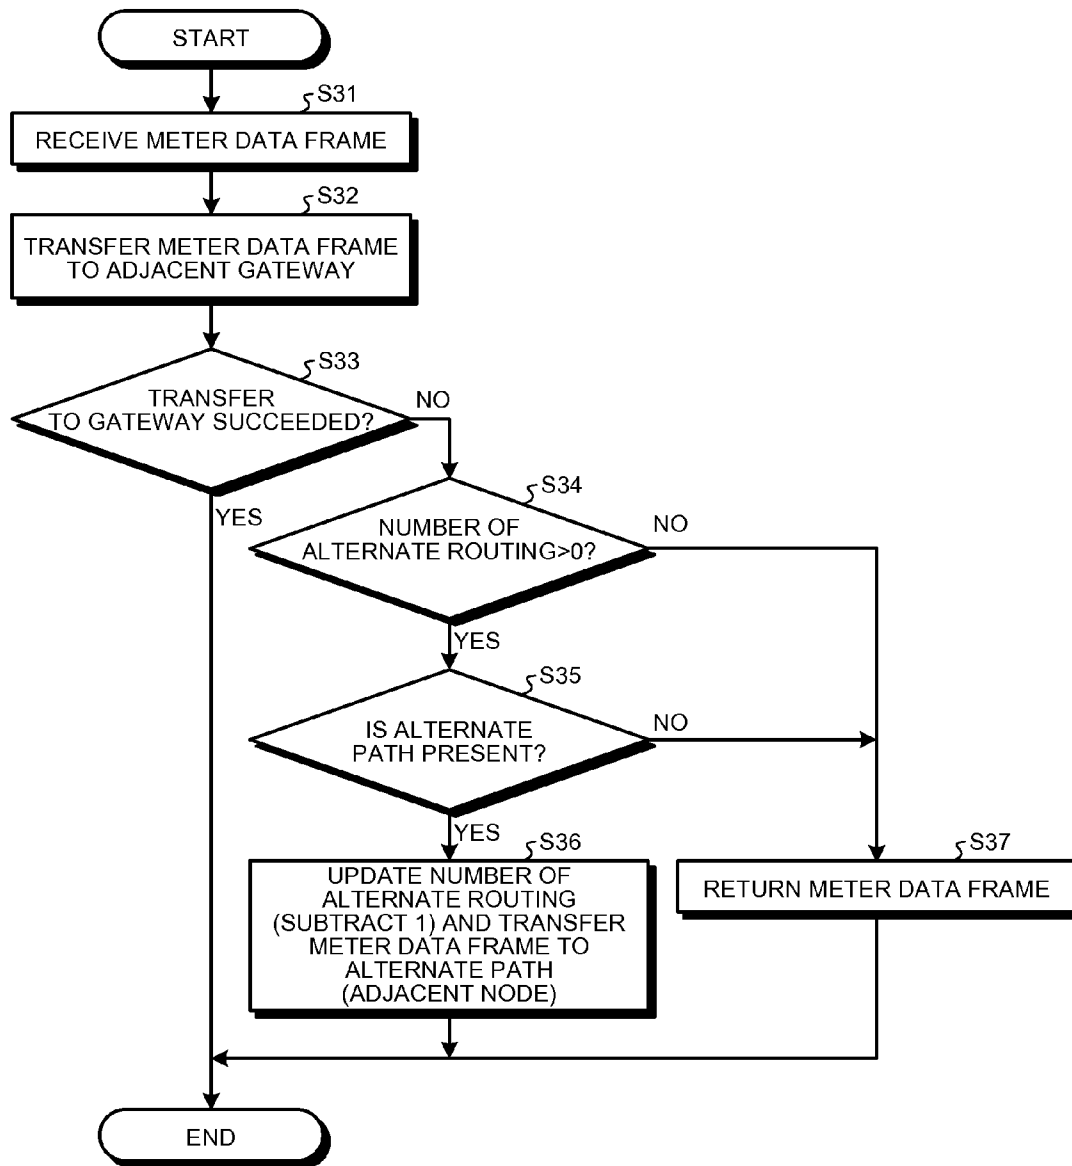 START
S31
RECEIVE METER DATA FRAME
S32
TRANSFER METER DATA FRAME
TO ADJACENT GATEWAY
S33
TRANSFER
TO GATEWAY SUCCEEDED?
NO
YES
S34
NUMBER OF
ALTERNATE ROUTING>0?
NO
YES
S35
IS ALTERNATE
PATH PRESENT?
NO
YES
S36
UPDATE NUMBER OF
ALTERNATE ROUTING
(SUBTRACT 1) AND TRANSFER
METER DATA FRAME TO
ALTERNATE PATH
(ADJACENT NODE)
S37
RETURN METER DATA FRAME
END